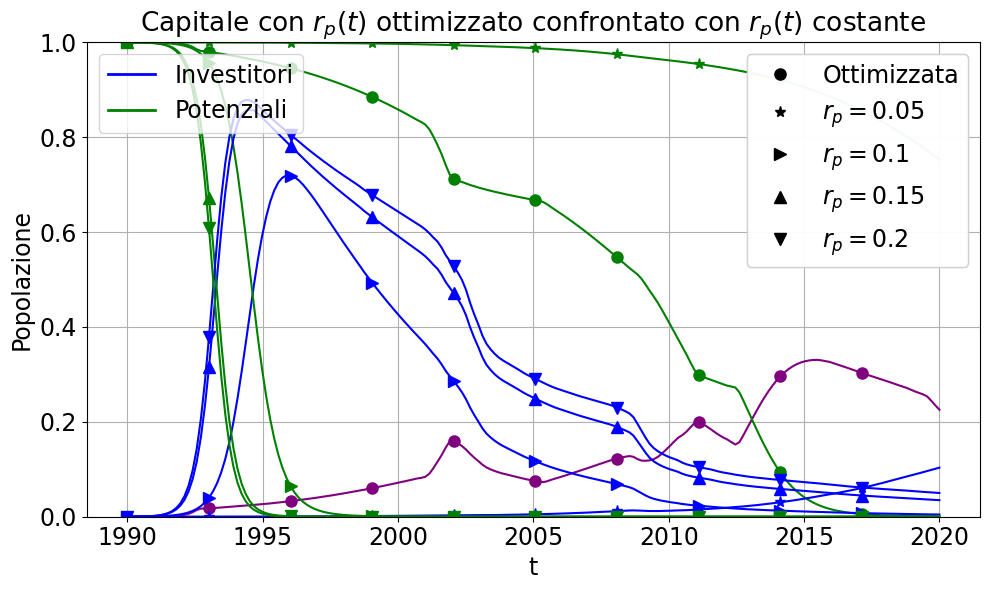 Capitale con $r_p(t)$ ottimizzato confrontato con $r_p(t)$ costante
Investitori
Potenziali
Ottimizzata
$r_p = 0.05$
$r_p = 0.1$
$r_p = 0.15$
$r_p = 0.2$
Popolazione
1.0
0.8
0.6
0.4
0.2
0.0
1990 1995 2000 2005 2010 2015 2020
t